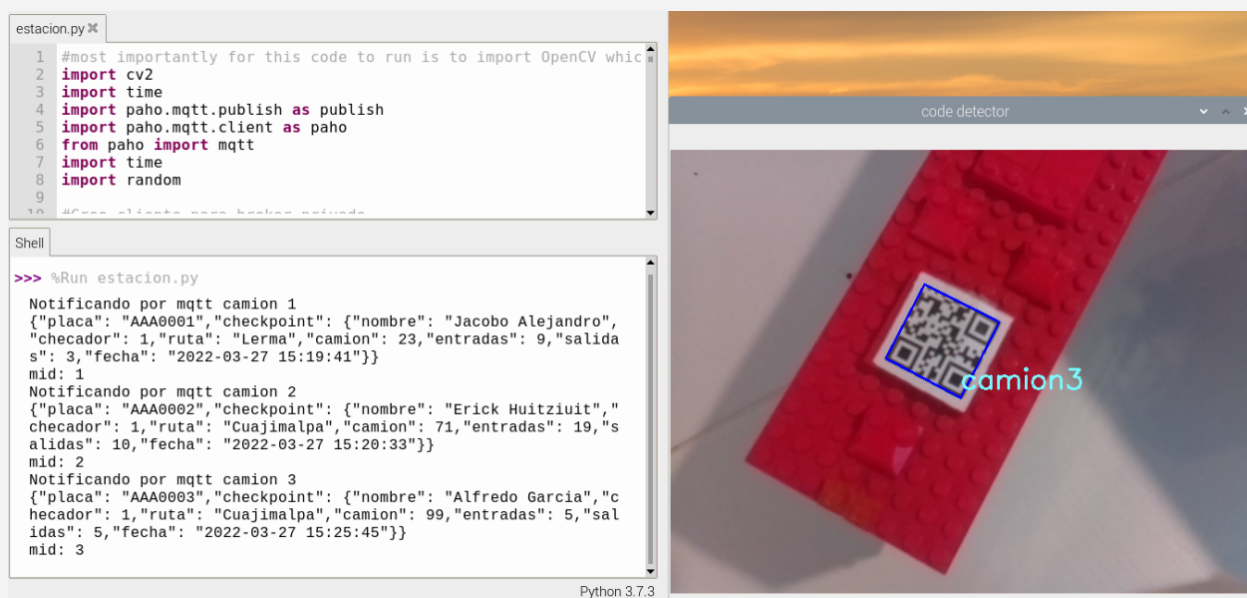 estacion.py
1 #most importantly for this code to run is to import OpenCV whic
2 import cv2
3 import time
4 import paho.mqtt.publish as publish
5 import paho.mqtt.client as paho
6 from paho import mqtt
7 import time
8 import random
9
10 #Creo cliente para broker privado
Shell
>>> %Run estacion.py
Notificando por mqtt camion 1
{"placa": "AAA0001","checkpoint": {"nombre": "Jacobo Alejandro",
"checador": 1,"ruta": "Lerma","camion": 23,"entradas": 9,"salida
s": 3,"fecha": "2022-03-27 15:19:41"}}
mid: 1
Notificando por mqtt camion 2
{"placa": "AAA0002","checkpoint": {"nombre": "Erick Huitziuit","
checador": 1,"ruta": "Cuajimalpa","camion": 71,"entradas": 19,"s
alidas": 10,"fecha": "2022-03-27 15:20:33"}}
mid: 2
Notificando por mqtt camion 3
{"placa": "AAA0003","checkpoint": {"nombre": "Alfredo Garcia","c
hecador": 1,"ruta": "Cuajimalpa","camion": 99,"entradas": 5,"sal
idas": 5,"fecha": "2022-03-27 15:25:45"}}
mid: 3
Python 3.7.3
code detector
camion3